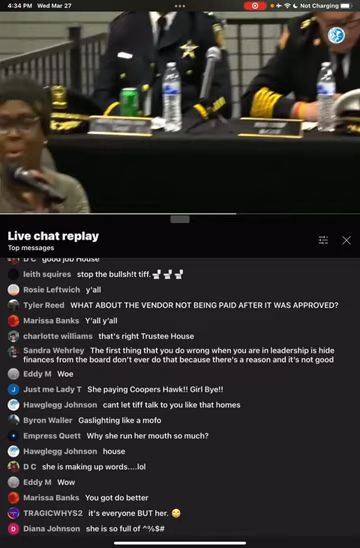 4:34 PM Wed Mar 27
Not Charging
Live chat replay
Top messages
D C good job House
leith squires stop the bullsh!t tiff.
Rosie Leftwich y'all
Tyler Reed WHAT ABOUT THE VENDOR NOT BEING PAID AFTER IT WAS APPROVED?
Marissa Banks Y'all y'all
charlotte williams that's right Trustee House
Sandra Wehrley The first thing that you do wrong when you are in leadership is hide
finances from the board don't ever do that because there's a reason and it's not good
Eddy M Woe
Just me Lady T She paying Coopers Hawk!! Girl Bye!!
Hawglegg Johnson cant let tiff talk to you like that homes
Byron Waller Gaslighting like a mofo
Empress Quett Why she run her mouth so much?
Hawglegg Johnson house
D C she is making up words....lol
Eddy M Wow
Marissa Banks You got do better
TRAGICWHYS2 it's everyone BUT her. 😁
Diana Johnson she is so full of ^%$#